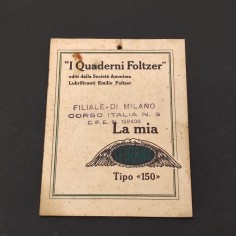 "I Quaderni Foltzer"
editi dalla Società Anonima
Lubrificanti Emilio Foltzer
FILIALE DI MILANO
CORSO ITALIA N. 3
C.P.E. N.
La mia
Tipo «150»